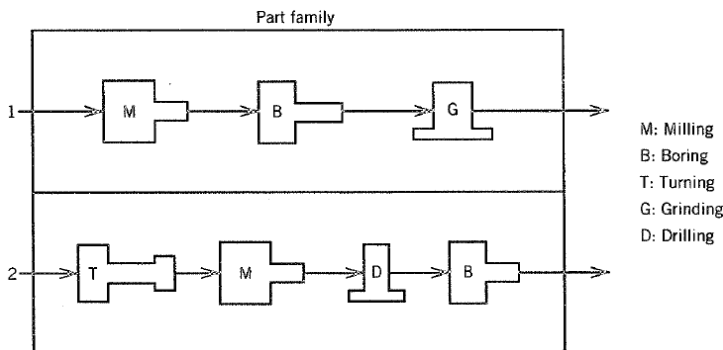 Part family
1 M B G
M: Milling
B: Boring
T: Turning
G: Grinding
D: Drilling
2 T M D B